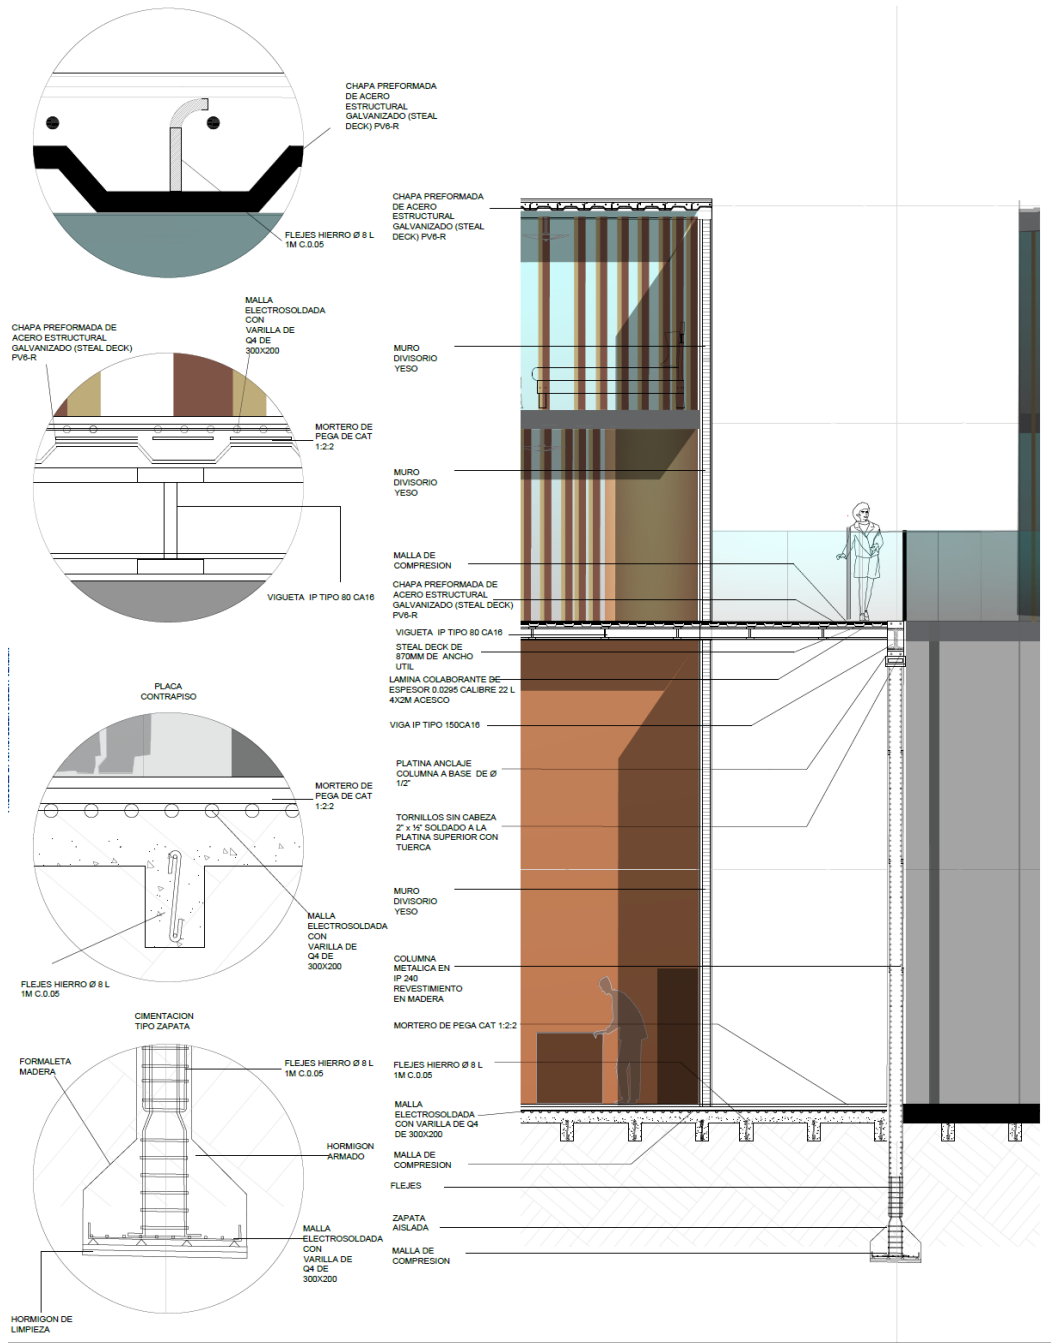 CHAPA PREFORMADA
DE ACERO
ESTRUCTURAL
GALVANIZADO (STEAL
DECK) PV6-R
FLEJES HIERRO Ø 8 L
1M C.0.05
MALLA
ELECTROSOLDADA
CON
VARILLA DE
Q4 DE
300X200
CHAPA PREFORMADA DE
ACERO ESTRUCTURAL
GALVANIZADO (STEAL DECK)
PV6-R
MORTERO DE
PEGA DE CAT
1:2:2
VIGUETA IP TIPO 80 CA16
PLACA
CONTRAPISO
MORTERO DE
PEGA DE CAT
1:2:2
MALLA
ELECTROSOLDADA
CON
VARILLA DE
Q4 DE
300X200
FLEJES HIERRO Ø 8 L
1M C.0.05
CIMENTACION
TIPO ZAPATA
FORMALETA
MADERA
FLEJES HIERRO Ø 8 L
1M C.0.05
HORMIGON
ARMADO
MALLA
ELECTROSOLDADA
CON
VARILLA DE
Q4 DE
300X200
HORMIGON DE
LIMPIEZA
CHAPA PREFORMADA
DE ACERO
ESTRUCTURAL
GALVANIZADO (STEAL
DECK) PV6-R
MURO
DIVISORIO
YESO
MURO
DIVISORIO
YESO
MALLA DE
COMPRESION
CHAPA PREFORMADA DE
ACERO ESTRUCTURAL
GALVANIZADO (STEAL DECK)
PV6-R
VIGUETA IP TIPO 80 CA16
STEAL DECK DE
870MM DE ANCHO
UTIL
LAMINA COLABORANTE DE
ESPESOR 0.0295 CALIBRE 22 L
4X2M ACESCO
VIGA IP TIPO 150CA16
PLATINA ANCLAJE
COLUMNA A BASE DE Ø
1/2"
TORNILLOS SIN CABEZA
2" x ½" SOLDADO A LA
PLATINA SUPERIOR CON
TUERCA
MURO
DIVISORIO
YESO
COLUMNA
METALICA EN
IP 240
REVESTIMIENTO
EN MADERA
MORTERO DE PEGA CAT 1:2:2
FLEJES HIERRO Ø 8 L
1M C.0.05
MALLA
ELECTROSOLDADA
CON VARILLA DE Q4
DE 300X200
MALLA DE
COMPRESION
FLEJES
ZAPATA
AISLADA
MALLA DE
COMPRESION